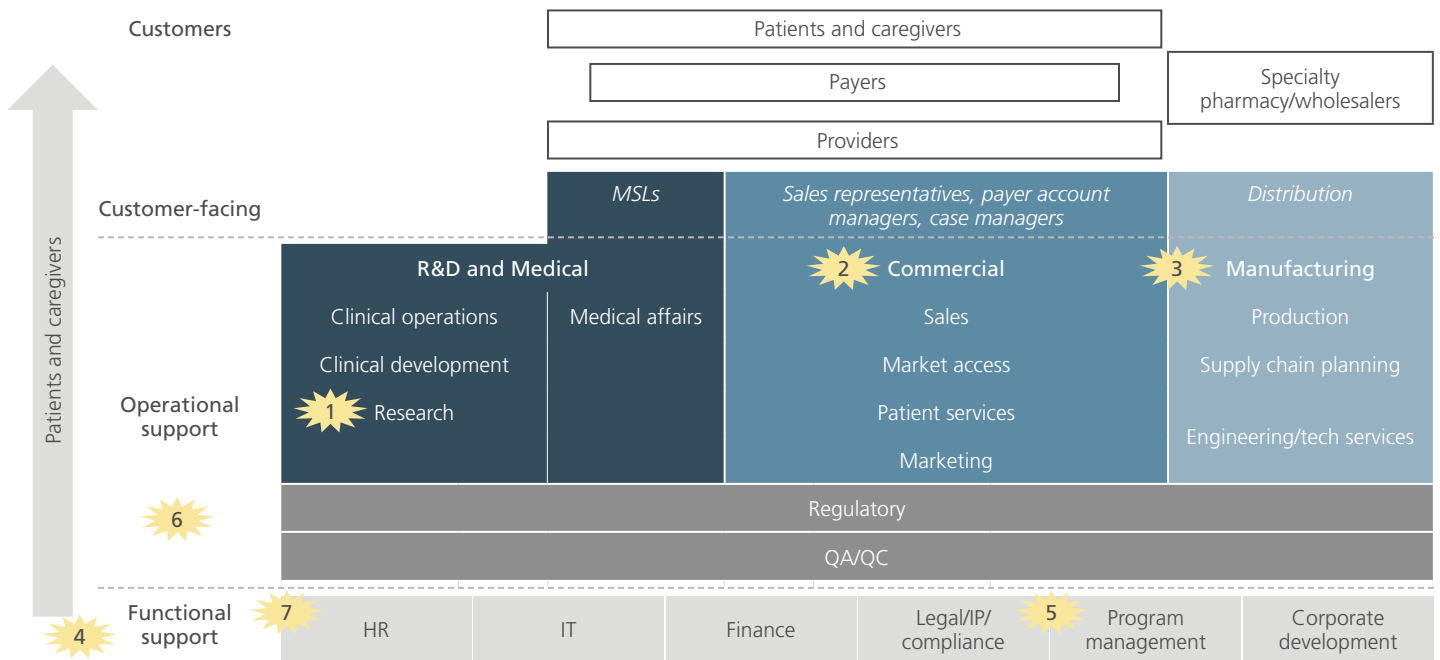 Customers
Patients and caregivers
Payers
Specialty
pharmacy/wholesalers
Providers
Customer-facing
MSLs
Sales representatives, payer account
managers, case managers
Distribution
Patients and caregivers
Operational
support
R&D and Medical
2
Commercial
3
Manufacturing
Clinical operations
Medical affairs
Sales
Production
Clinical development
Market access
Supply chain planning
1
Research
Patient services
Engineering/tech services
Marketing
6
Regulatory
QA/QC
4
Functional
support
7
HR
IT
Finance
Legal/IP/
compliance
5
Program
management
Corporate
development